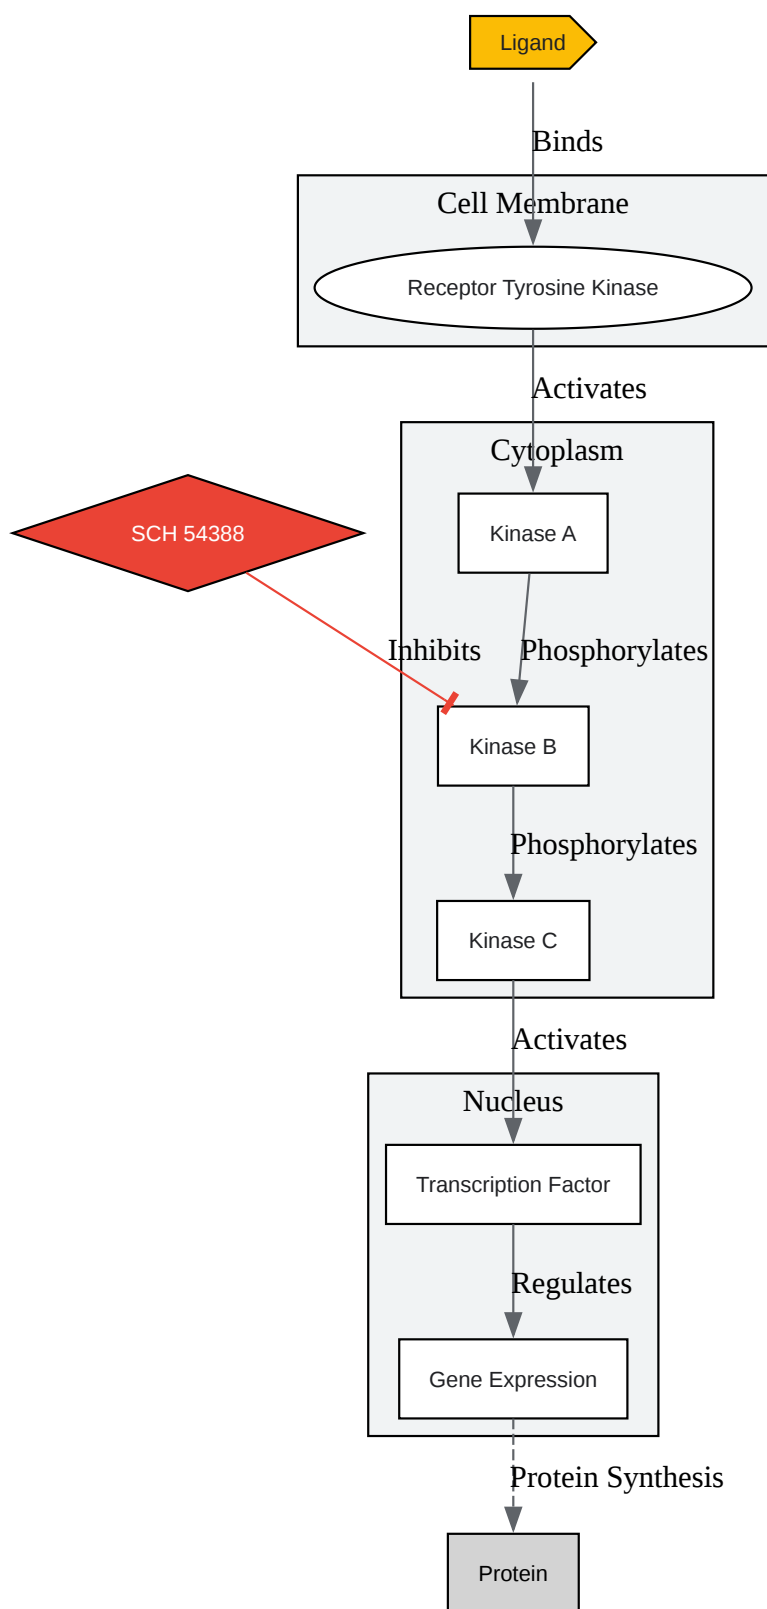 Ligand
Binds
Cell Membrane
Receptor Tyrosine Kinase
Activates
Cytoplasm
Kinase A
SCH 54388
Inhibits
Phosphorylates
Kinase B
Phosphorylates
Kinase C
Activates
Nucleus
Transcription Factor
Regulates
Gene Expression
Protein Synthesis
Protein